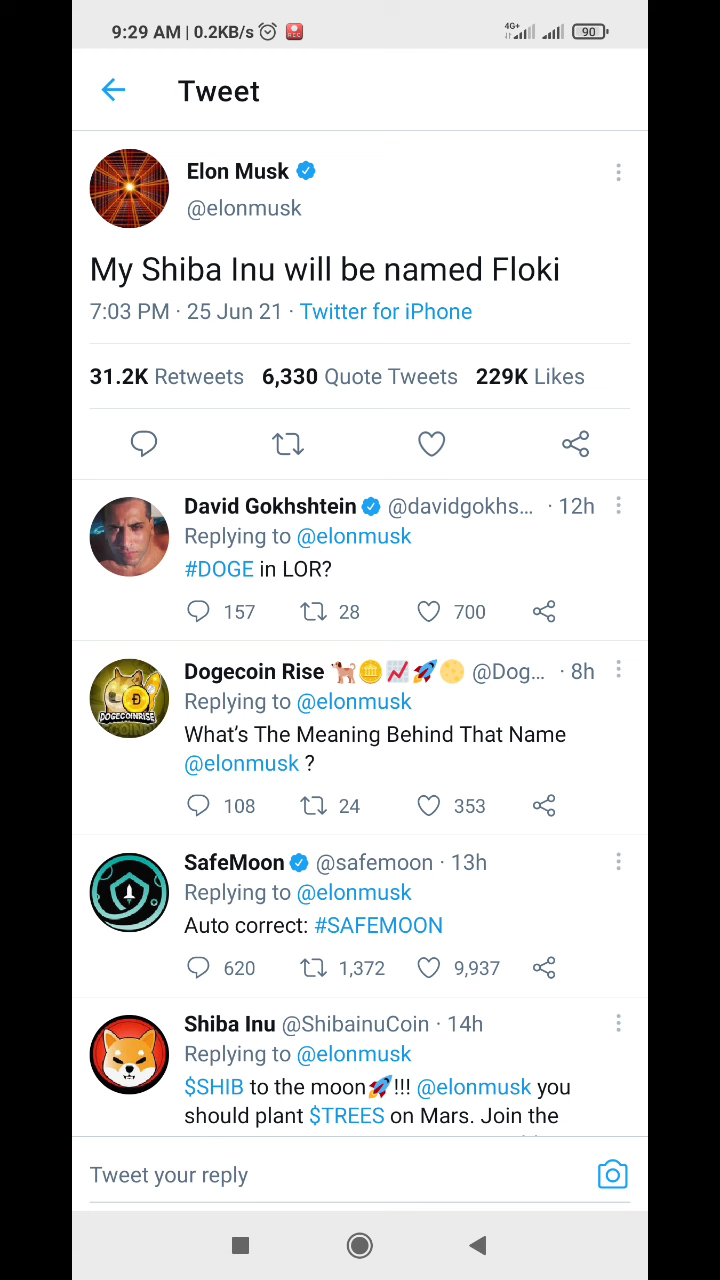 9:29 AM | 0.2KB/s
4G+
90
Tweet
Elon Musk
@elonmusk
My Shiba Inu will be named Floki
7:03 PM · 25 Jun 21 · Twitter for iPhone
31.2K Retweets 6,330 Quote Tweets 229K Likes
David Gokhshtein @davidgokhs... · 12h
Replying to @elonmusk
#DOGE in LOR?
157 28 700
Dogecoin Rise 🐕🪙📈🚀🌕 @Dog... · 8h
Replying to @elonmusk
DOGECOINRISE
What's The Meaning Behind That Name
@elonmusk ?
108 24 353
SafeMoon @safemoon · 13h
Replying to @elonmusk
Auto correct: #SAFEMOON
620 1,372 9,937
Shiba Inu @ShibainuCoin · 14h
Replying to @elonmusk
$SHIB to the moon🚀!!! @elonmusk you
should plant $TREES on Mars. Join the
Tweet your reply